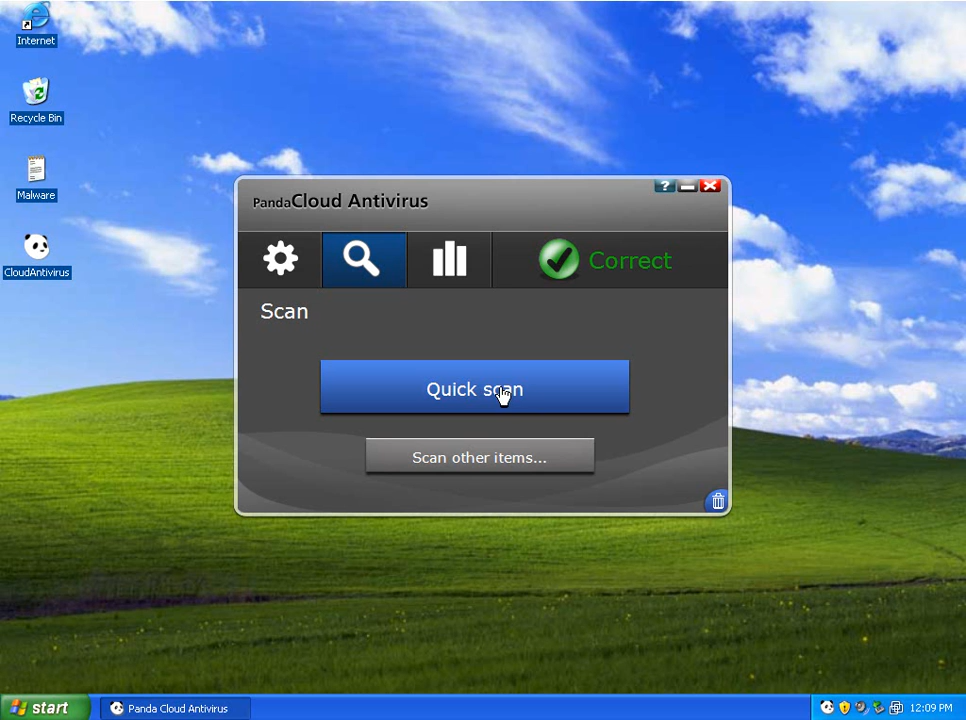 Internet
Recycle Bin
Malware
CloudAntivirus
PandaCloud Antivirus
?
Correct
Scan
Quick scan
Scan other items...
start
Panda Cloud Antivirus
12:09 PM